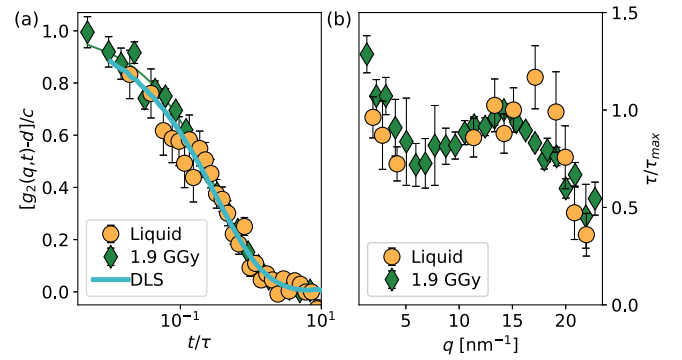 (a)
1.0
0.8
0.6
0.4
0.2
0.0
[g₂(q,t)-d]/c
Liquid
1.9 GGy
DLS
10⁻¹
10¹
t/τ
(b)
1.5
1.0
0.5
0.0
τ/τmax
Liquid
1.9 GGy
5
10
15
20
q [nm⁻¹]